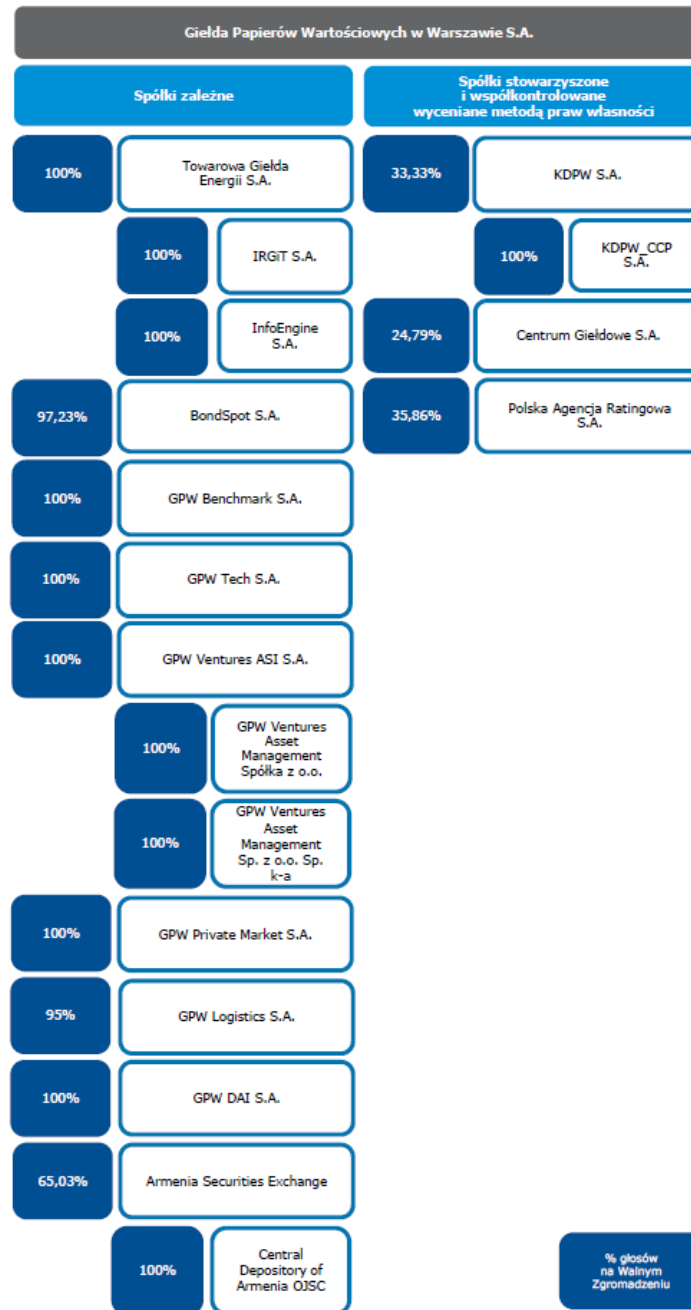 Giełda Papierów Wartościowych w Warszawie S.A.
Spółki zależne
Spółki stowarzyszone
i współkontrolowane
wyceniane metodą praw własności
100%
Towarowa Giełda
Energii S.A.
100%
IRGiT S.A.
100%
InfoEngine
S.A.
97,23%
BondSpot S.A.
100%
GPW Benchmark S.A.
100%
GPW Tech S.A.
100%
GPW Ventures ASI S.A.
100%
GPW Ventures
Asset
Management
Spółka z o.o.
100%
GPW Ventures
Asset
Management
Sp. z o.o. Sp.
k-a
100%
GPW Private Market S.A.
95%
GPW Logistics S.A.
100%
GPW DAI S.A.
65,03%
Armenia Securities Exchange
100%
Central
Depository of
Armenia OJSC
33,33%
KDPW S.A.
100%
KDPW_CCP
S.A.
24,79%
Centrum Giełdowe S.A.
35,86%
Polska Agencja Ratingowa
S.A.
% głosów
na Walnym
Zgromadzeniu